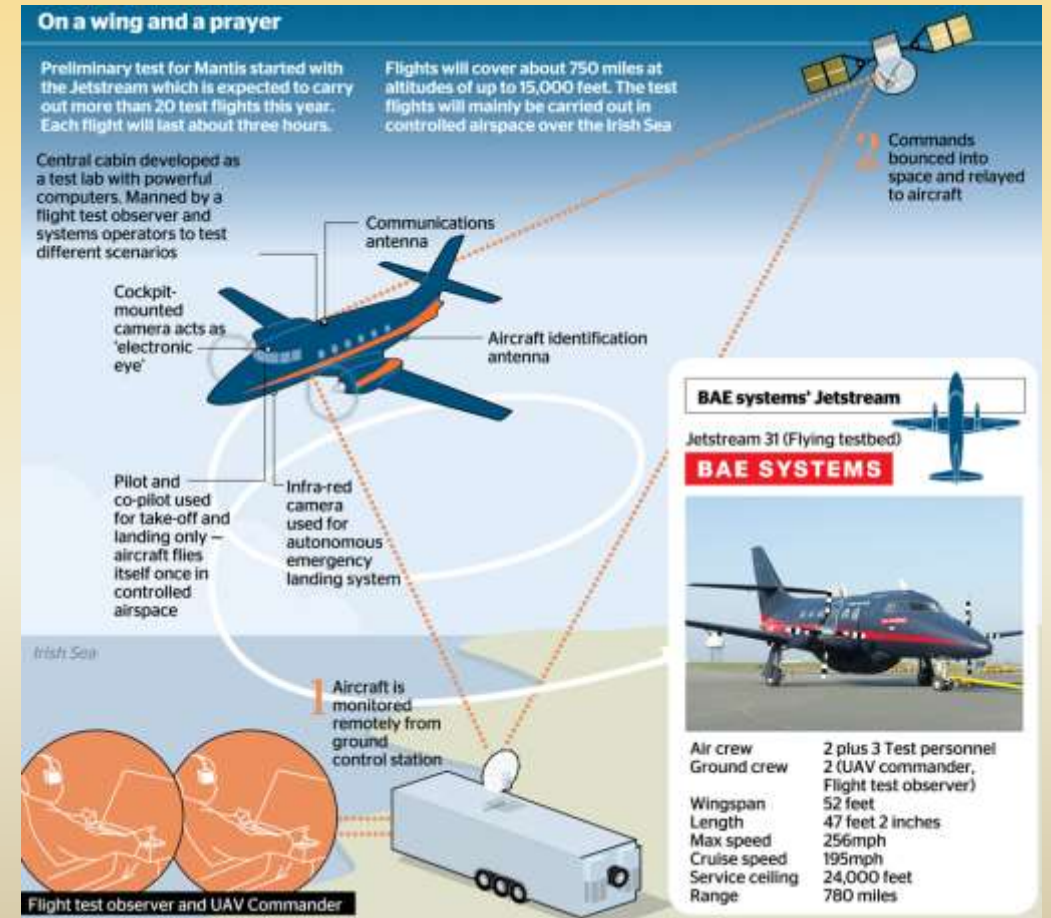 On a wing and a prayer
Preliminary test for Mantis started with
the Jetstream which is expected to carry
out more than 20 test flights this year.
Each flight will last about three hours.
Flights will cover about 750 miles at
altitudes of up to 15,000 feet. The test
flights will mainly be carried out in
controlled airspace over the Irish Sea
2 Commands
bounced into
space and relayed
to aircraft
Central cabin developed as
a test lab with powerful
computers. Manned by a
flight test observer and
systems operators to test
different scenarios
Communications
antenna
Cockpit-
mounted
camera acts as
'electronic
eye'
Aircraft identification
antenna
Pilot and
co-pilot used
for take-off and
landing only —
aircraft flies
itself once in
controlled
airspace
Infra-red
camera
used for
autonomous
emergency
landing system
Irish Sea
1 Aircraft is
monitored
remotely from
ground
control station
Flight test observer and UAV Commander
BAE systems' Jetstream
Jetstream 31 (Flying testbed)
BAE SYSTEMS
Air crew 2 plus 3 Test personnel
Ground crew 2 (UAV commander,
Flight test observer)
Wingspan 52 feet
Length 47 feet 2 inches
Max speed 256mph
Cruise speed 195mph
Service ceiling 24,000 feet
Range 780 miles